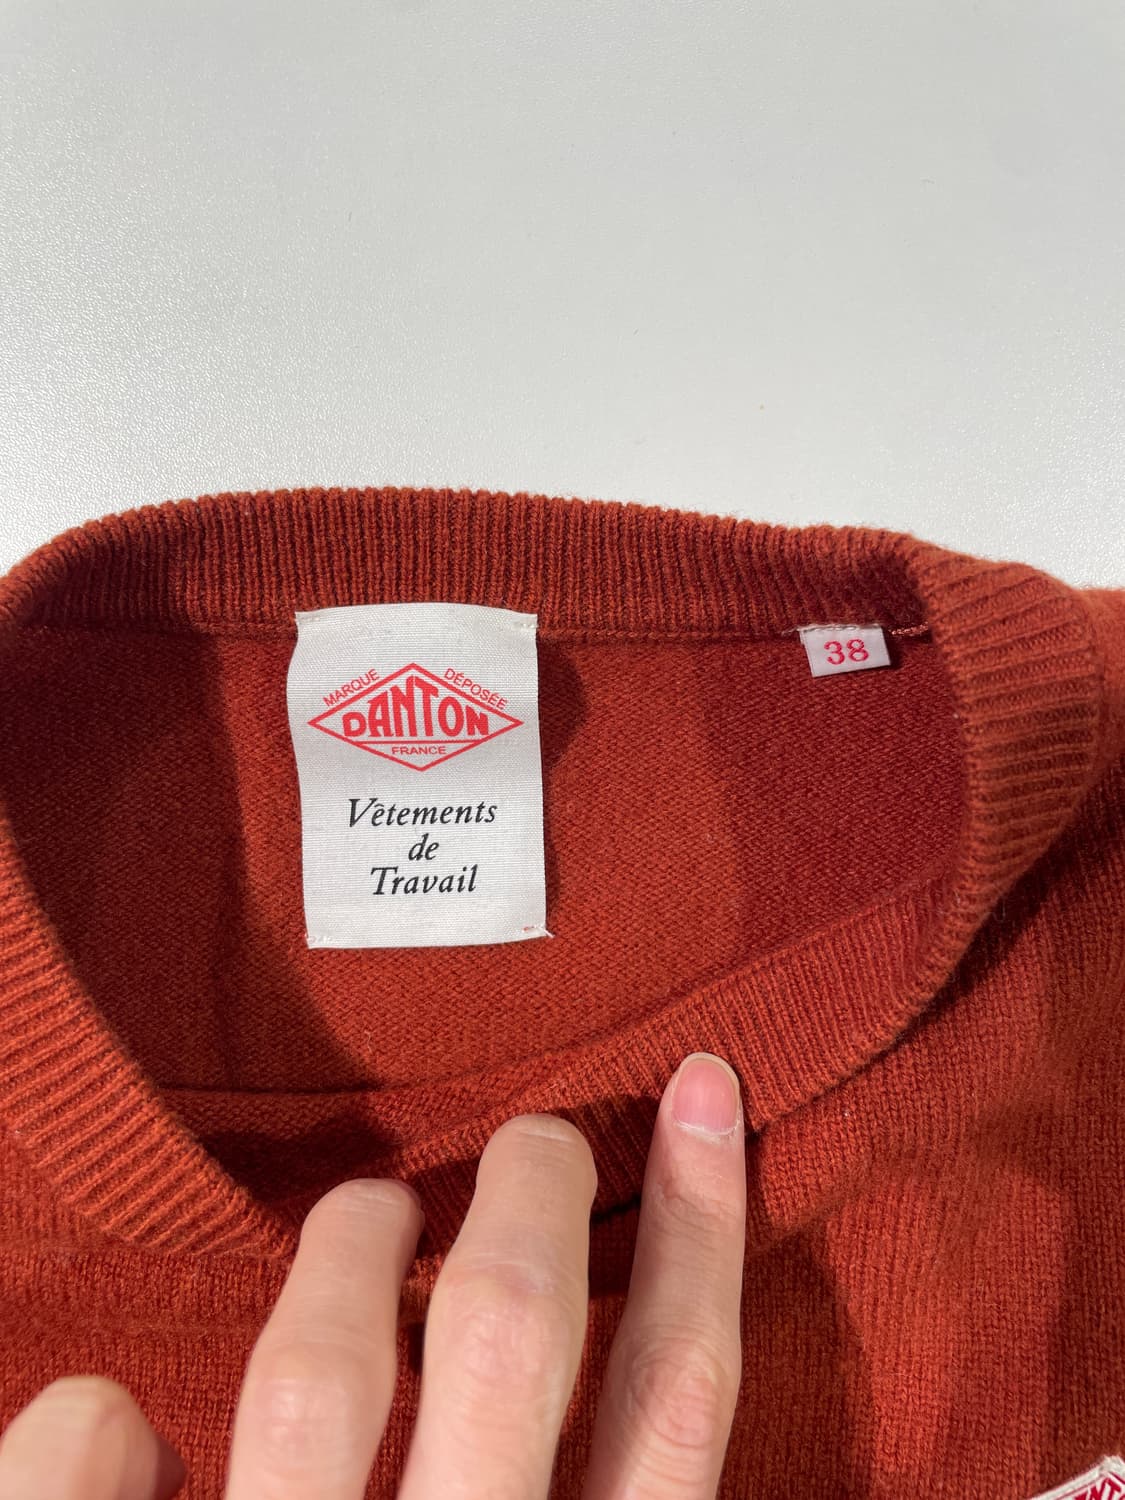 MARQUE DÉPOSÉE
DANTON
FRANCE
Vêtements
de
Travail
38